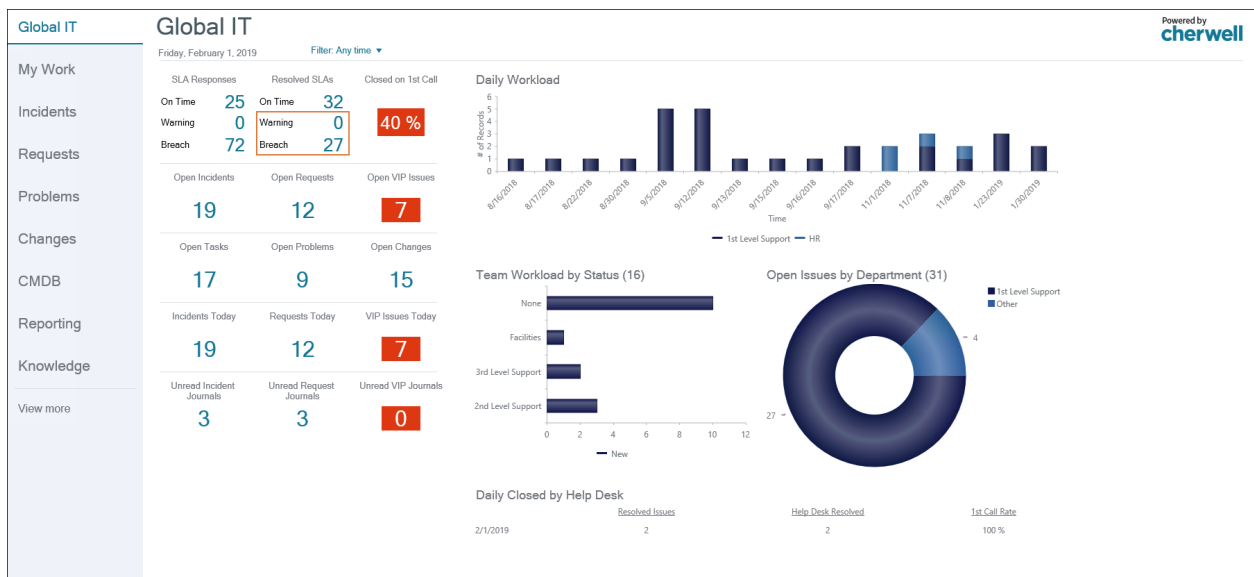 Global IT
My Work
Incidents
Requests
Problems
Changes
CMDB
Reporting
Knowledge
View more
Global IT
Powered by
cherwell
Friday, February 1, 2019
Filter: Any time
SLA Responses
On Time 25
Warning 0
Breach 72
Resolved SLAs
On Time 32
Warning 0
Breach 27
Closed on 1st Call
40 %
Open Incidents
19
Open Requests
12
Open VIP Issues
7
Open Tasks
17
Open Problems
9
Open Changes
15
Incidents Today
19
Requests Today
12
VIP Issues Today
7
Unread Incident
Journals
3
Unread Request
Journals
3
Unread VIP Journals
0
Daily Workload
# of Records
6
5
4
3
2
1
0
8/16/2018
8/17/2018
8/22/2018
8/30/2018
9/5/2018
9/12/2018
9/13/2018
9/15/2018
9/16/2018
9/17/2018
11/1/2018
11/7/2018
11/8/2018
1/23/2019
1/30/2019
Time
1st Level Support
HR
Team Workload by Status (16)
None
Facilities
3rd Level Support
2nd Level Support
0 2 4 6 8 10 12
New
Open Issues by Department (31)
1st Level Support
Other
4
27
Daily Closed by Help Desk
Resolved Issues Help Desk Resolved 1st Call Rate
2/1/2019 2 2 100 %